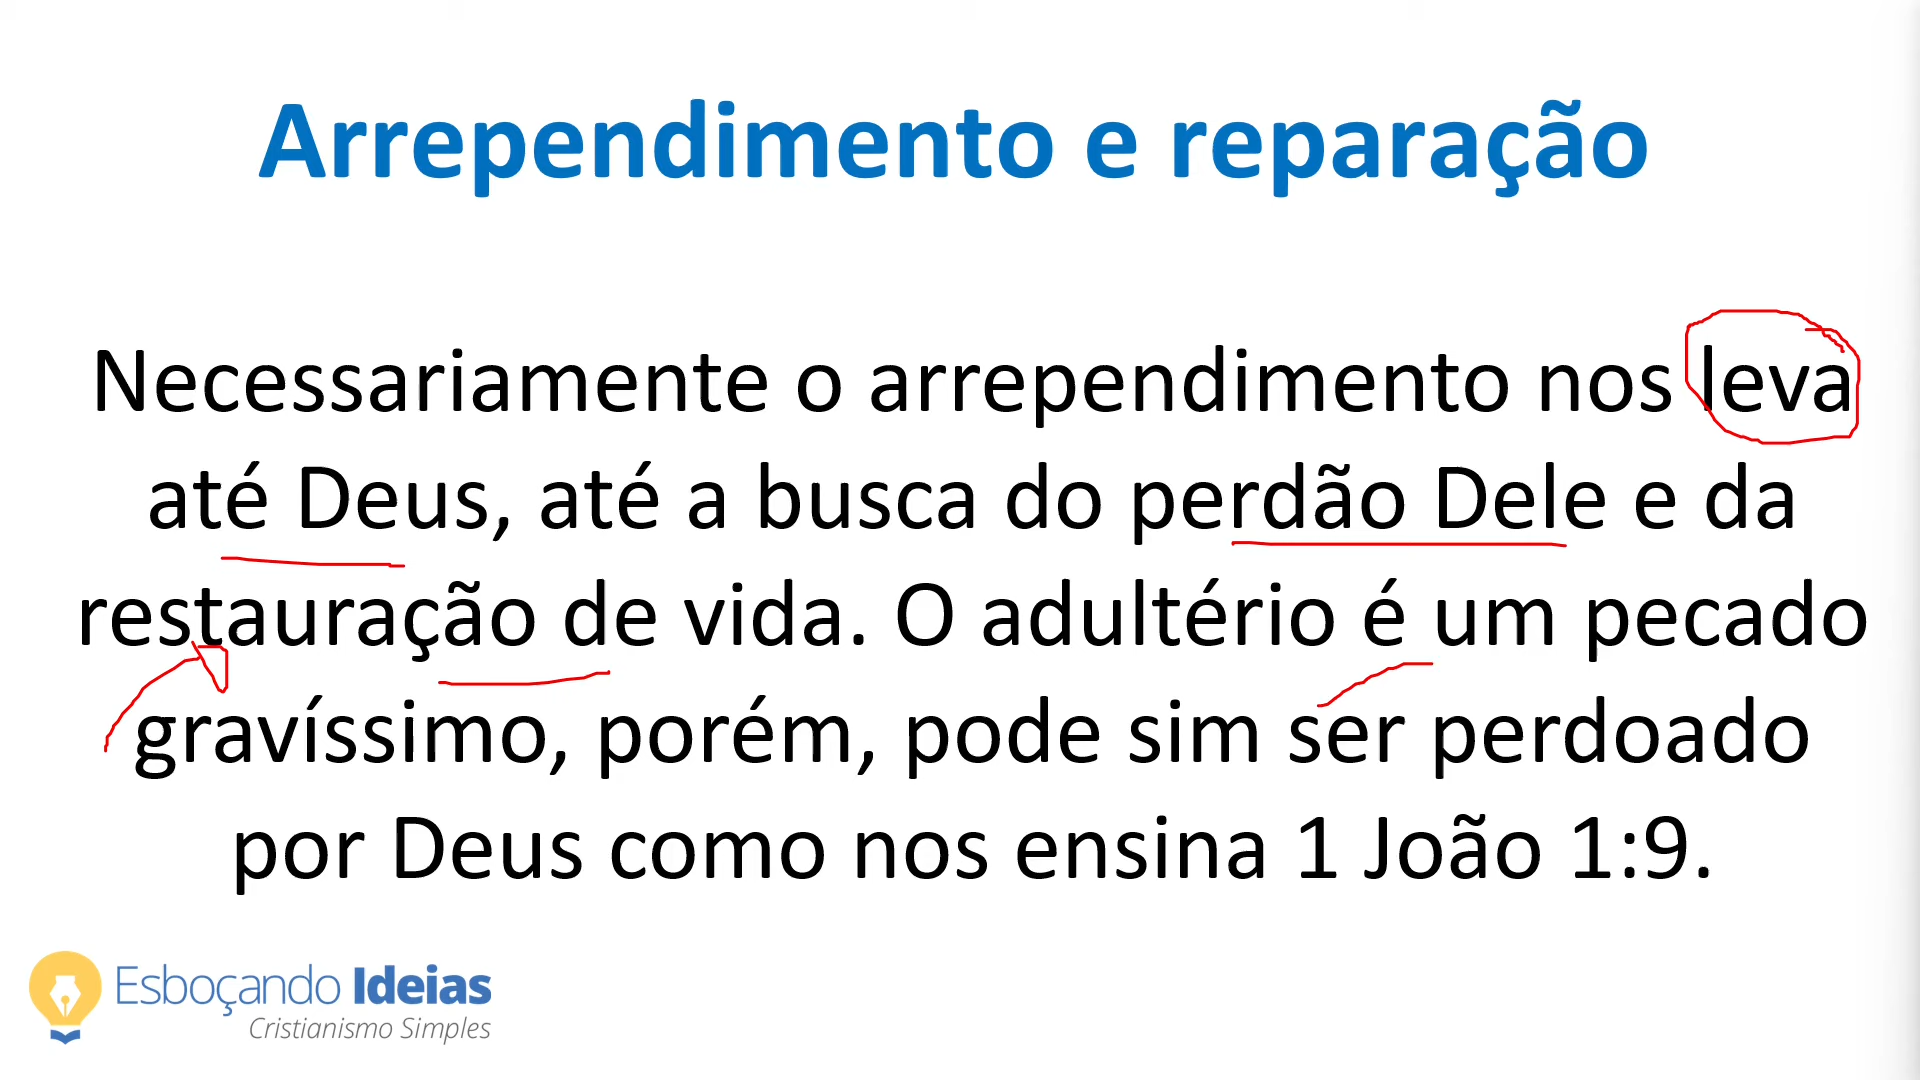 Arrependimento e reparação
Necessariamente o arrependimento nos leva
até Deus, até a busca do perdão Dele e da
restauração de vida. O adultério é um pecado
gravíssimo, porém, pode sim ser perdoado
por Deus como nos ensina 1 João 1:9.
Esboçando Ideias
Cristianismo Simples